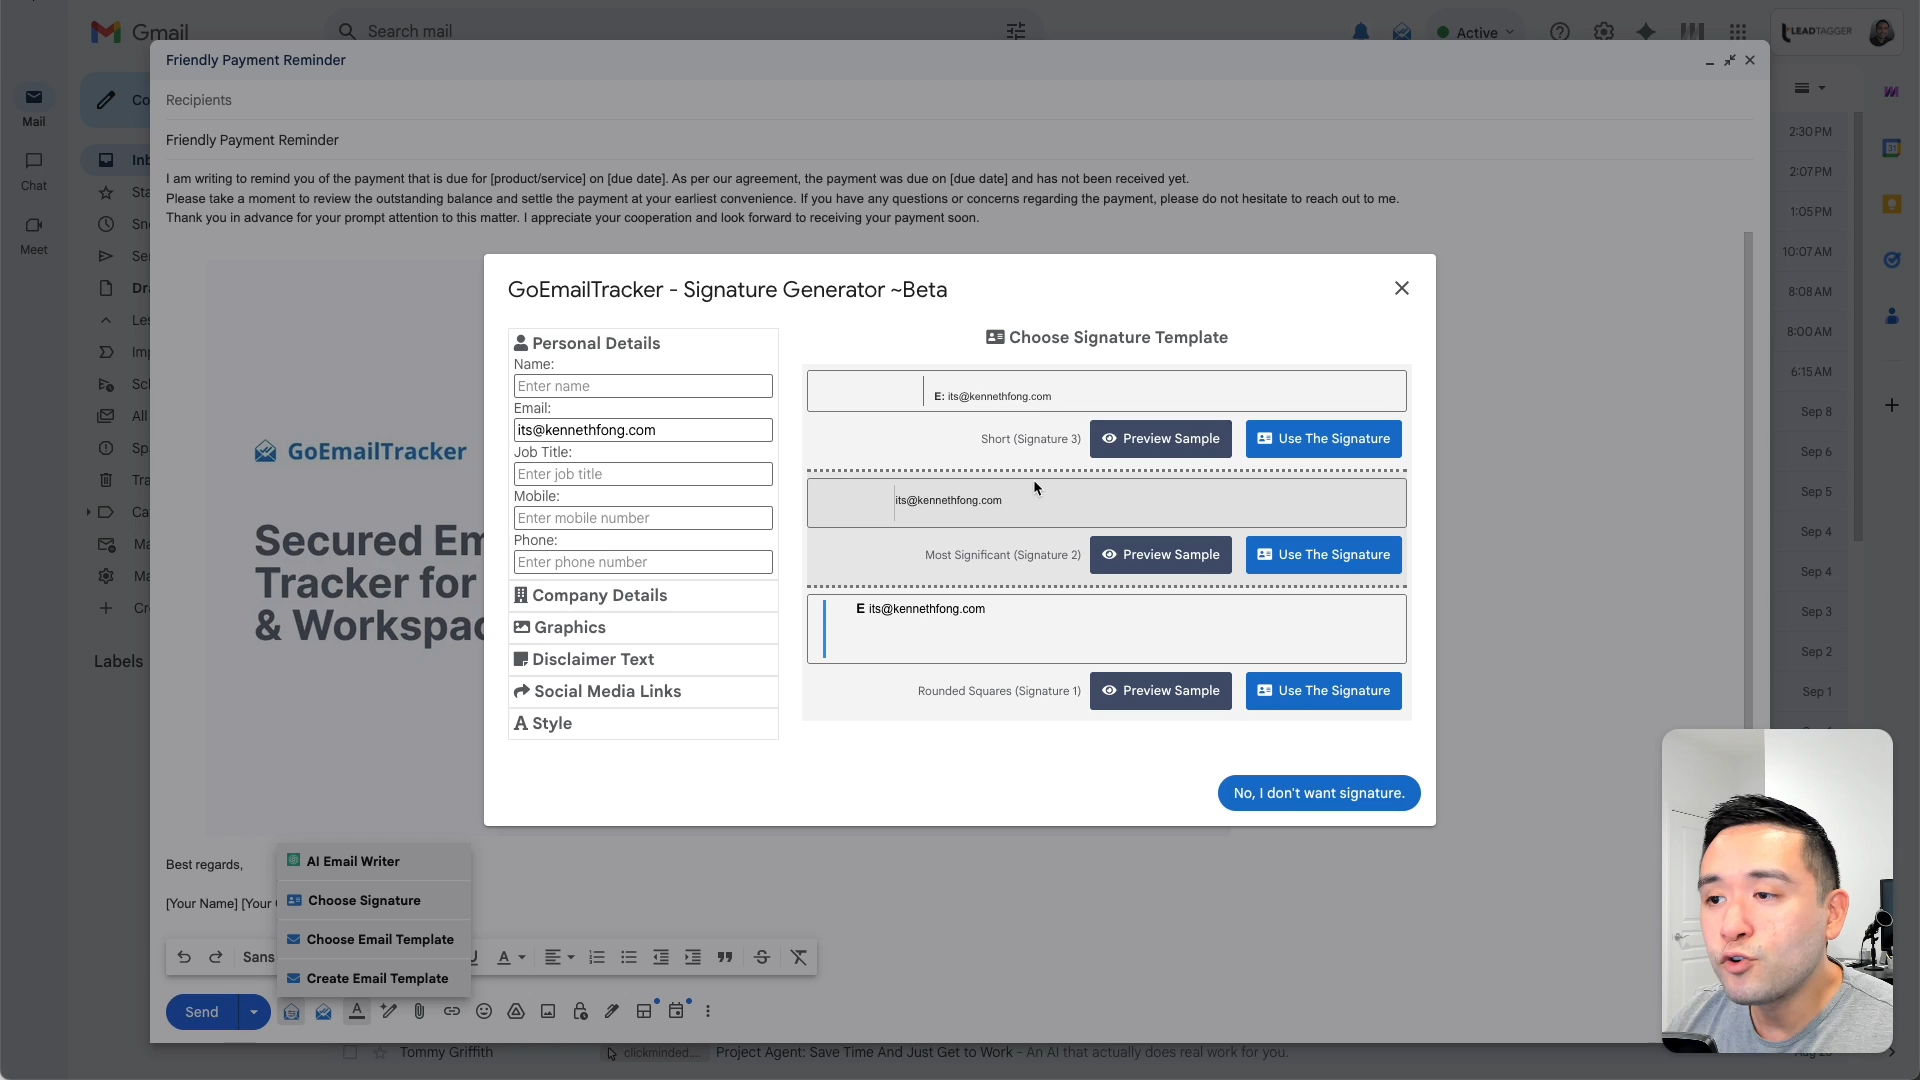 Gmail
Search mail
Active
LEADTAGGER
Friendly Payment Reminder
Co
Recipients
Mail
2:30 PM
Friendly Payment Reminder
Inb
Chat
2:07 PM
I am writing to remind you of the payment that is due for [product/service] on [due date]. As per our agreement, the payment was due on [due date] and has not been received yet.
Sta
Please take a moment to review the outstanding balance and settle the payment at your earliest convenience. If you have any questions or concerns regarding the payment, please do not hesitate to reach out to me.
1:05 PM
Thank you in advance for your prompt attention to this matter. I appreciate your cooperation and look forward to receiving your payment soon.
Sno
Meet
Sen
10:07 AM
Dra
8:08 AM
Les
8:00 AM
Imp
Sch
6:15 AM
All
Sep 8
Spa
Sep 6
Tra
Sep 5
Ca
Sep 4
Ma
Sep 4
Ma
Sep 4
Cr
Sep 3
Sep 2
Sep 1
Labels
GoEmailTracker
Secured Em
Tracker for
& Workspac
GoEmailTracker - Signature Generator ~Beta
Personal Details
Name:
Enter name
Email:
its@kennethfong.com
Job Title:
Enter job title
Mobile:
Enter mobile number
Phone:
Enter phone number
Company Details
Graphics
Disclaimer Text
Social Media Links
Style
Choose Signature Template
E: its@kennethfong.com
Short (Signature 3) Preview Sample Use The Signature
its@kennethfong.com
Most Significant (Signature 2) Preview Sample Use The Signature
E its@kennethfong.com
Rounded Squares (Signature 1) Preview Sample Use The Signature
No, I don't want signature.
Best regards,
[Your Name] [Your
AI Email Writer
Choose Signature
Choose Email Template
Create Email Template
Sans
Send
Tommy Griffith clickminded.... Project Agent: Save Time And Just Get to Work - An AI that actually does real work for you.